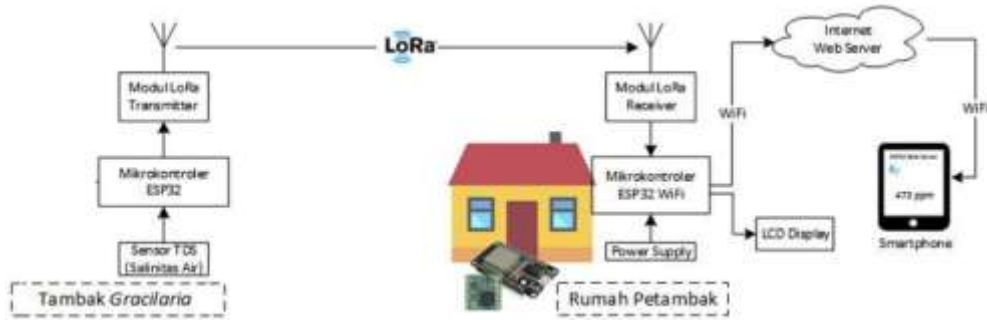 LoRa
Modul LoRa
Transmitter
Mikrokontroler
ESP32
Sensor TDS
(Salinitas Air)
Tambak Gracilaria
Modul LoRa
Receiver
Mikrokontroler
ESP32 WiFi
Power Supply
Rumah Petambak
WiFi
Internet
Web Server
WiFi
LCD Display
473 ppm
Smartphone